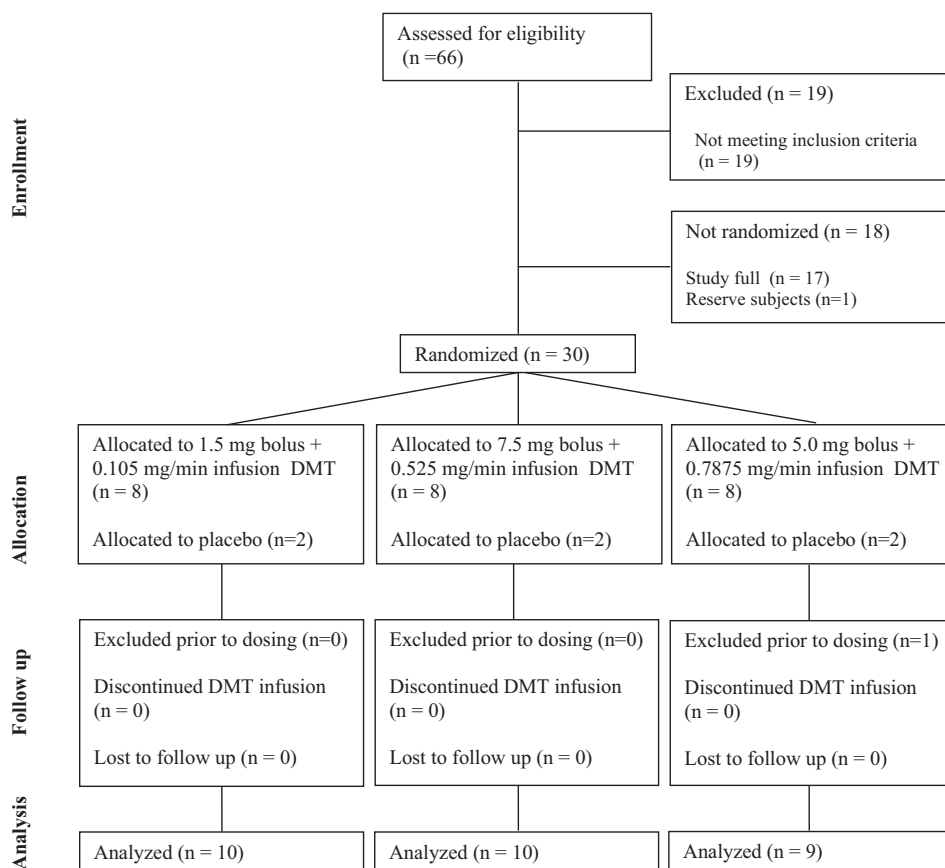 Assessed for eligibility
(n =66)
Enrollment
Excluded (n = 19)
Not meeting inclusion criteria
(n = 19)
Not randomized (n = 18)
Study full (n = 17)
Reserve subjects (n=1)
Randomized (n = 30)
Allocation
Allocated to 1.5 mg bolus +
0.105 mg/min infusion DMT
(n = 8)
Allocated to placebo (n=2)
Allocated to 7.5 mg bolus +
0.525 mg/min infusion DMT
(n = 8)
Allocated to placebo (n=2)
Allocated to 5.0 mg bolus +
0.7875 mg/min infusion DMT
(n = 8)
Allocated to placebo (n=2)
Follow up
Excluded prior to dosing (n=0)
Discontinued DMT infusion
(n = 0)
Lost to follow up (n = 0)
Excluded prior to dosing (n=0)
Discontinued DMT infusion
(n = 0)
Lost to follow up (n = 0)
Excluded prior to dosing (n=1)
Discontinued DMT infusion
(n = 0)
Lost to follow up (n = 0)
Analysis
Analyzed (n = 10)
Analyzed (n = 10)
Analyzed (n = 9)